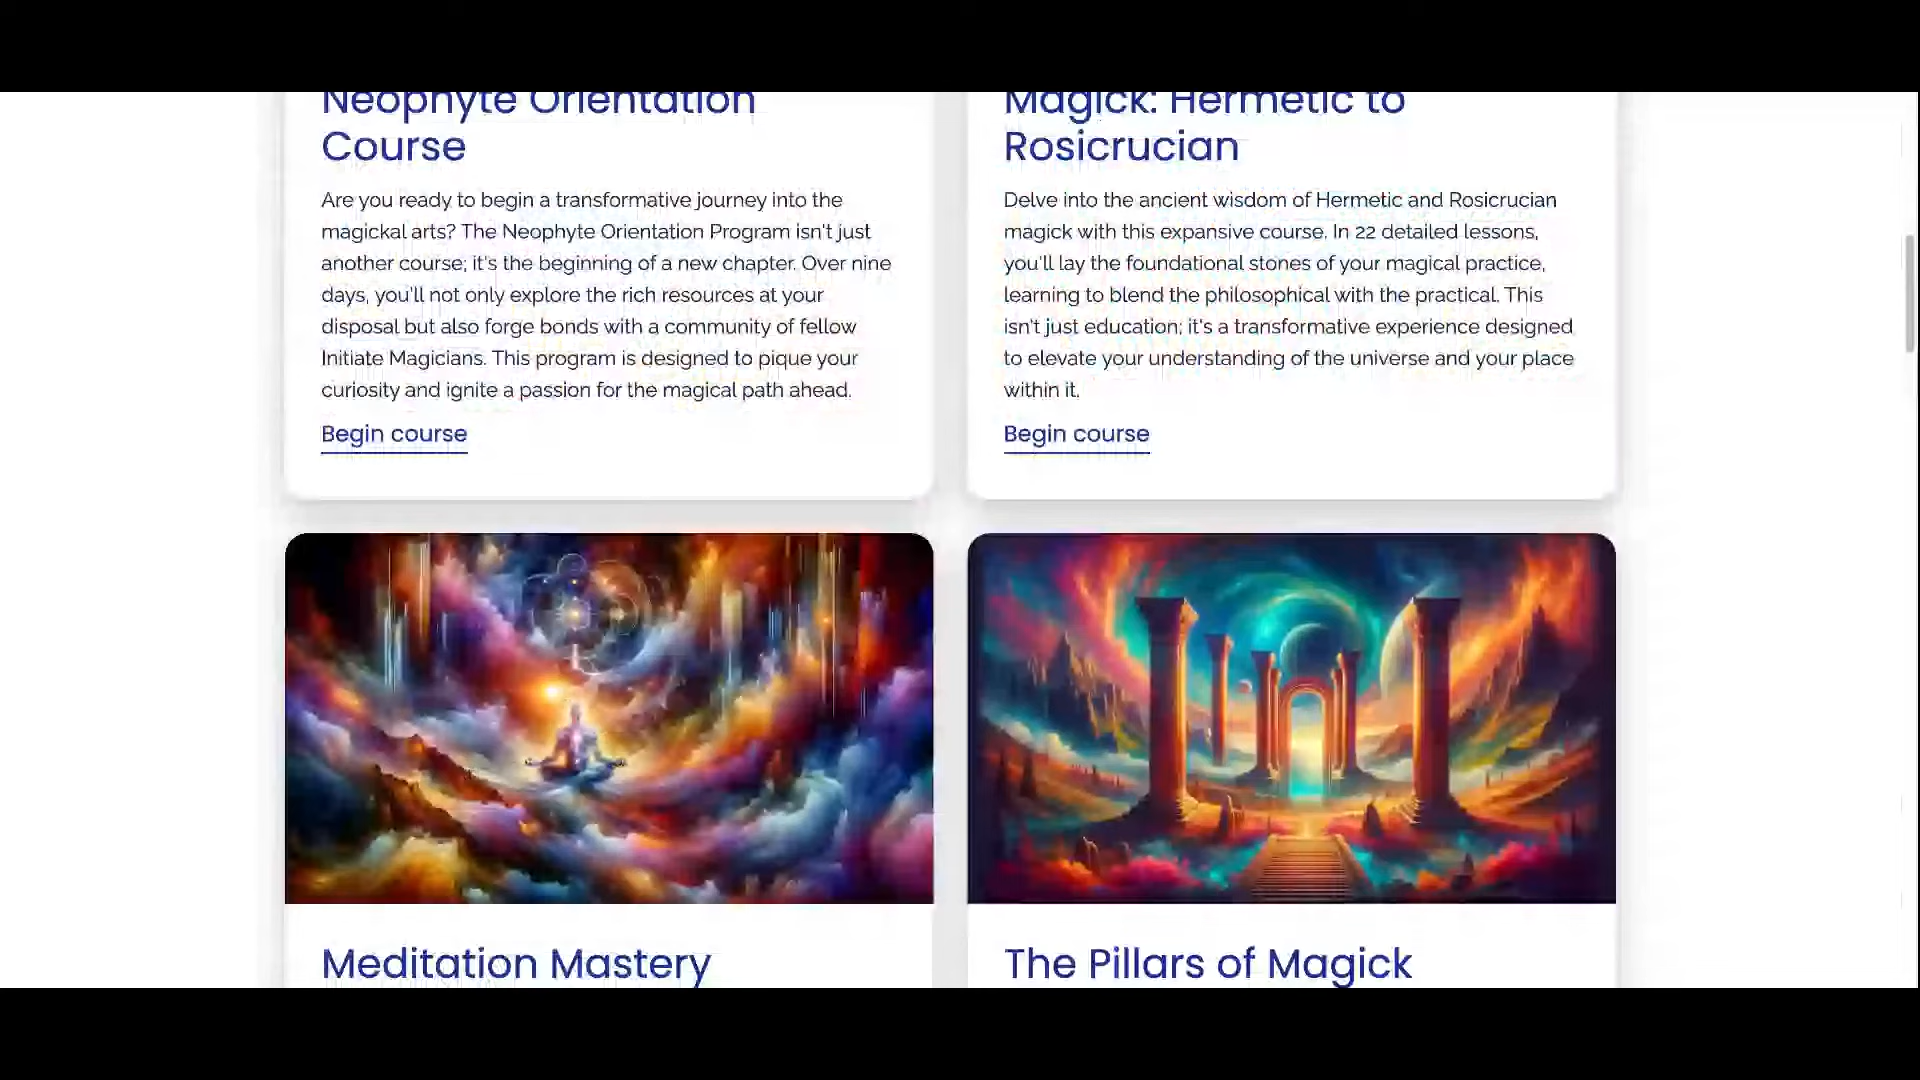 Neophyte Orientation
Course
Are you ready to begin a transformative journey into the
magickal arts? The Neophyte Orientation Program isn't just
another course; it's the beginning of a new chapter. Over nine
days, you'll not only explore the rich resources at your
disposal but also forge bonds with a community of fellow
Initiate Magicians. This program is designed to pique your
curiosity and ignite a passion for the magical path ahead.
Begin course
Magick: Hermetic to
Rosicrucian
Delve into the ancient wisdom of Hermetic and Rosicrucian
magick with this expansive course. In 22 detailed lessons,
you'll lay the foundational stones of your magical practice,
learning to blend the philosophical with the practical. This
isn't just education; it's a transformative experience designed
to elevate your understanding of the universe and your place
within it.
Begin course
Meditation Mastery
The Pillars of Magick